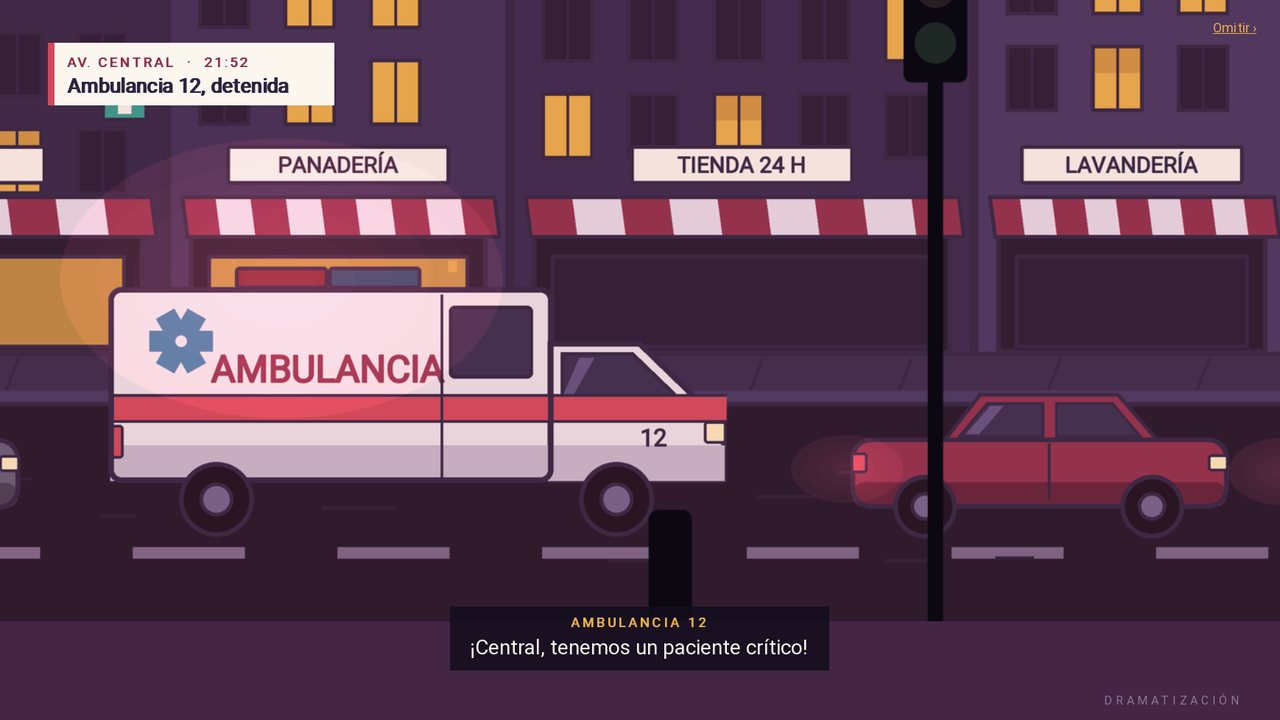 Omitir ›
AV. CENTRAL · 21:52
Ambulancia 12, detenida
PANADERÍA
TIENDA 24 H
LAVANDERÍA
AMBULANCIA
12
AMBULANCIA 12
¡Central, tenemos un paciente crítico!
DRAMATIZACIÓN